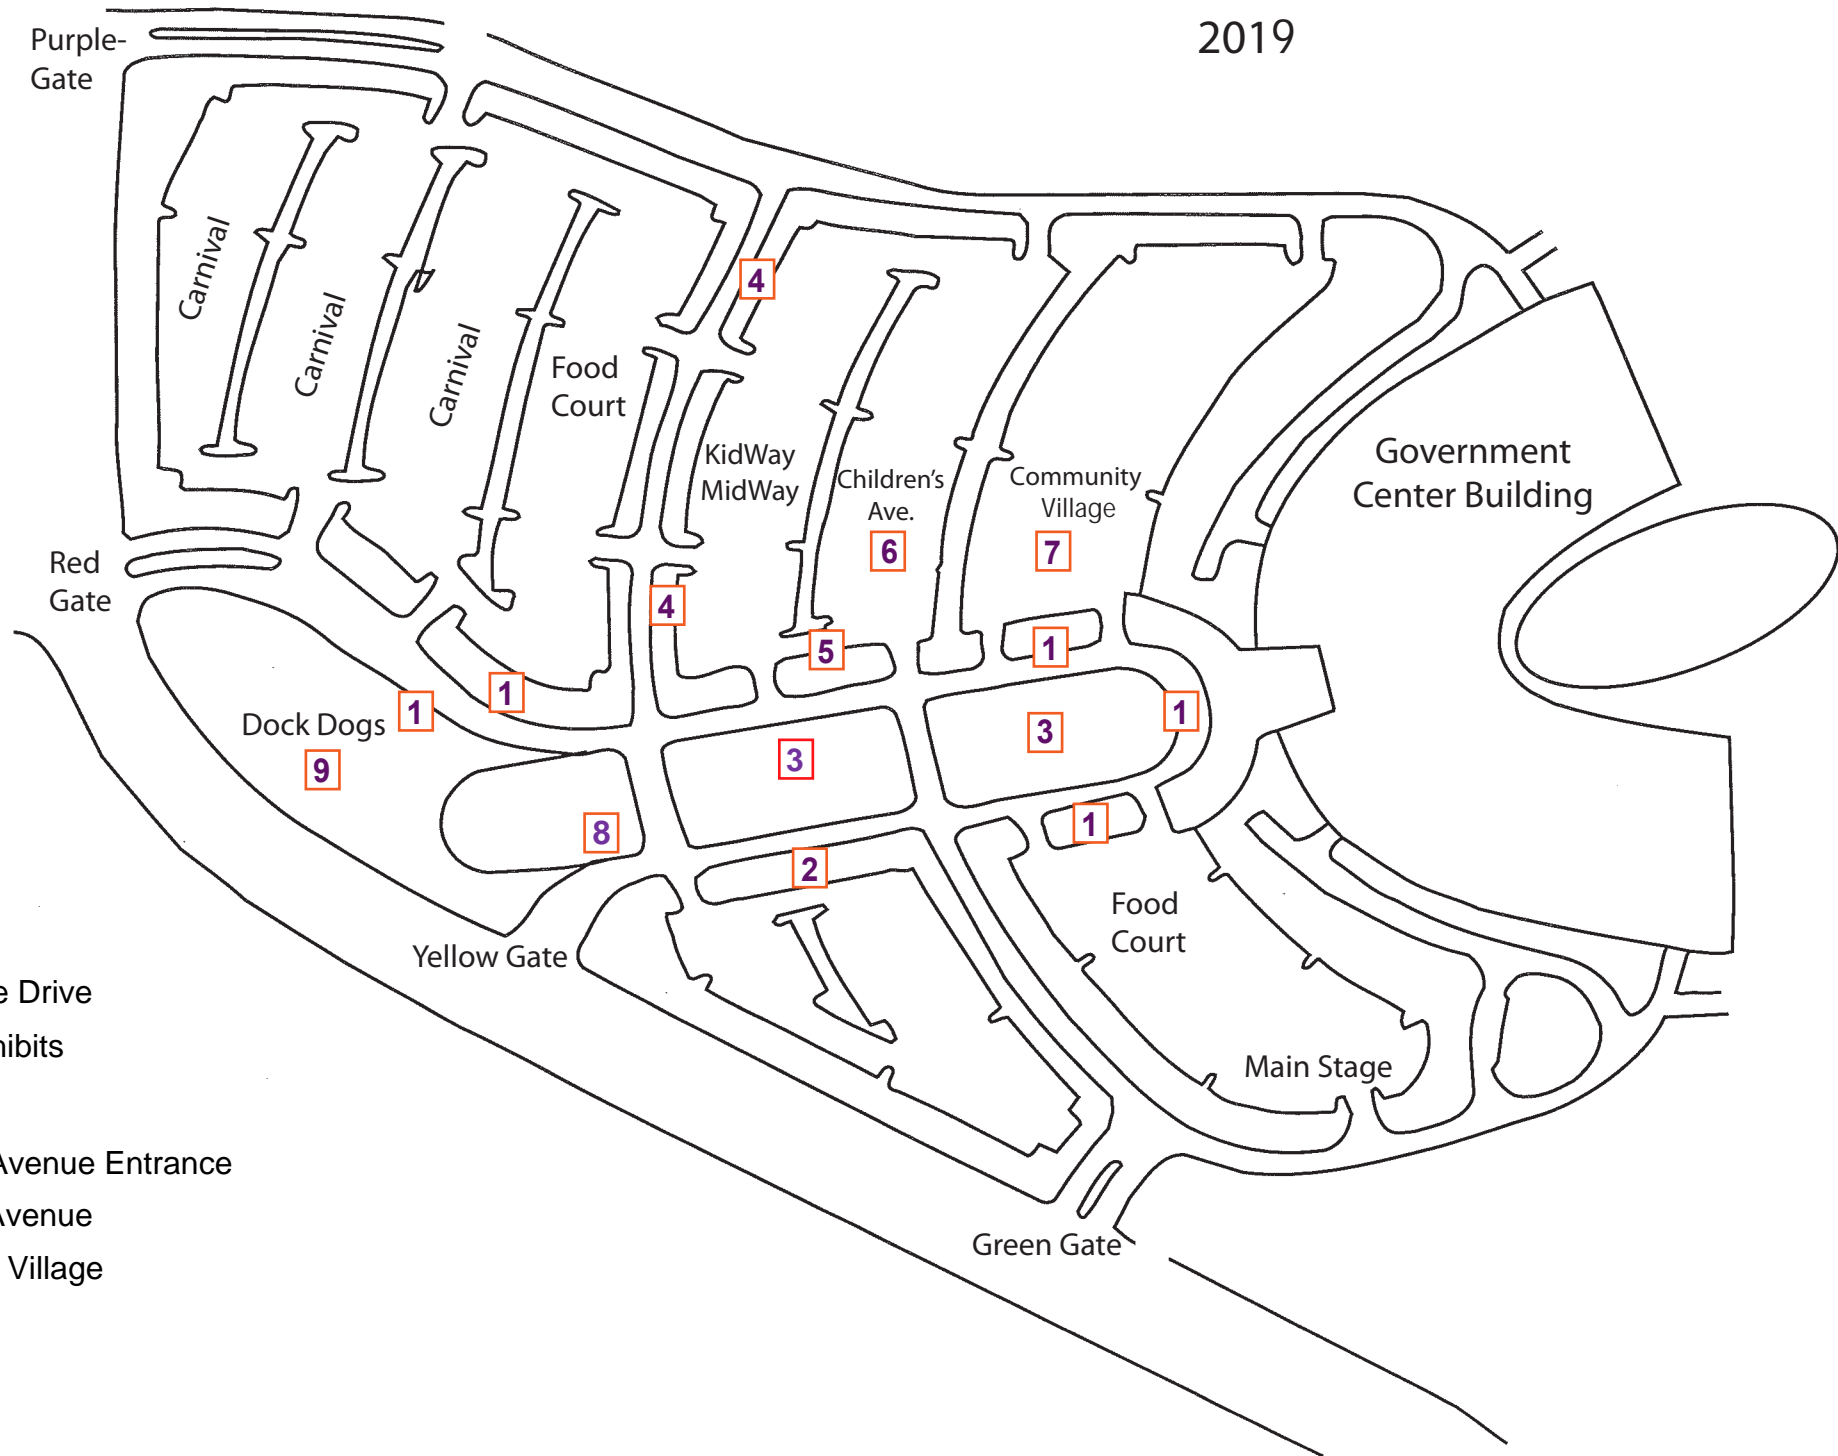 2019
Purple-
Gate
Carnival
Carnival
Carnival
Food
Court
4
KidWay
MidWay
Children's
Ave.
6
Community
Village
7
Government
Center Building
Red
Gate
4
5
1
1
1
1
Dock Dogs
9
3
3
8
1
2
Food
Court
Yellow Gate
Main Stage
Green Gate
Drive
Avenue Entrance
Avenue
Village